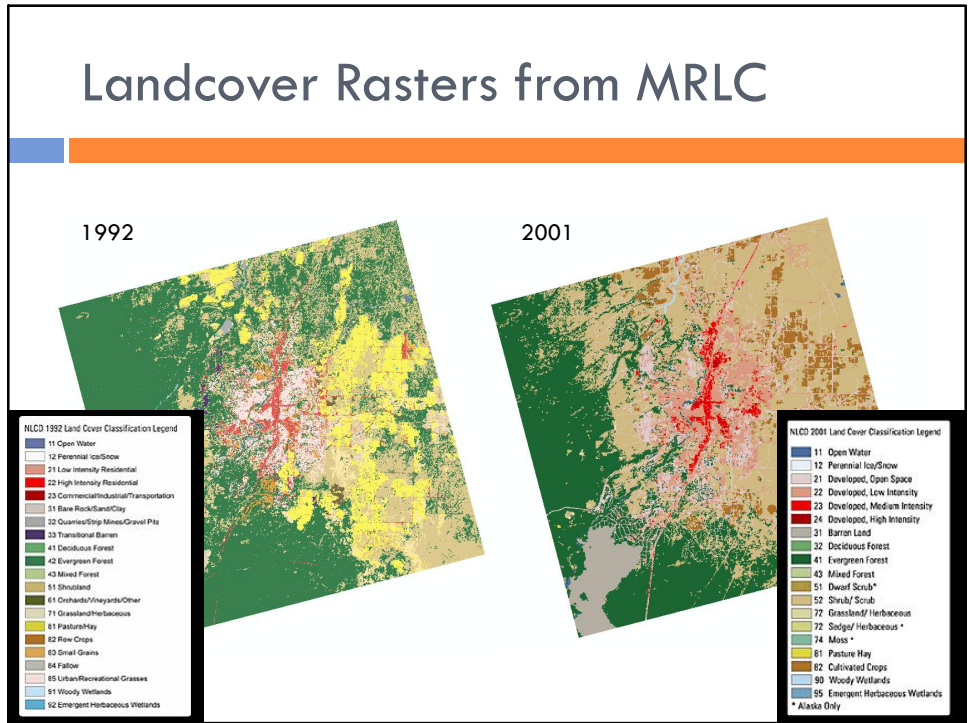 Landcover Rasters from MRLC
1992
2001
NLCD 1992 Land Cover Classification Legend
11 Open Water
12 Perennial Ice/Snow
21 Low Intensity Residential
22 High Intensity Residential
23 Commercial/Industrial/Transportation
31 Bare Rock/Sand/Clay
32 Quarries/Strip Mines/Gravel Pits
33 Transitional Barren
41 Deciduous Forest
42 Evergreen Forest
43 Mixed Forest
51 Shrubland
61 Orchards/Vineyards/Other
71 Grassland/Herbaceous
81 Pasture/Hay
82 Row Crops
83 Small Grains
84 Fallow
85 Urban/Recreational Grasses
91 Woody Wetlands
92 Emergent Herbaceous Wetlands
NLCD 2001 Land Cover Classification Legend
11 Open Water
12 Perennial Ice/Snow
21 Developed, Open Space
22 Developed, Low Intensity
23 Developed, Medium Intensity
24 Developed, High Intensity
31 Barren Land
32 Deciduous Forest
41 Evergreen Forest
43 Mixed Forest
51 Dwarf Scrub*
52 Shrub/ Scrub
72 Grassland/ Herbaceous
72 Sedge/ Herbaceous *
74 Moss *
81 Pasture Hay
82 Cultivated Crops
90 Woody Wetlands
95 Emergent Herbaceous Wetlands
* Alaska Only